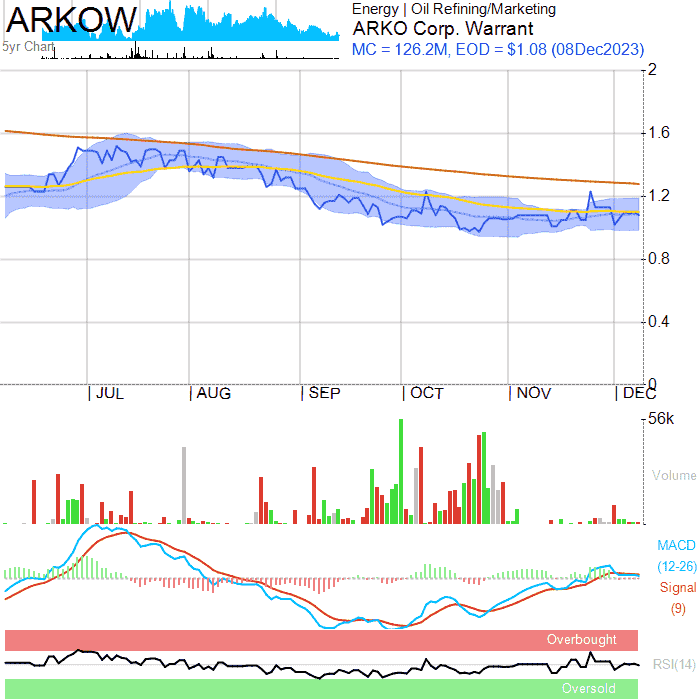 ARKOW
Energy | Oil Refining/Marketing
ARKO Corp. Warrant
5yr Chart
MC = 126.2M, EOD = $1.08 (08Dec2023)
2
1.6
1.2
0.8
0.4
0
JUL AUG SEP OCT NOV DEC
56k
Volume
MACD
(12-26)
Signal
(9)
Overbought
RSI(14)
Oversold